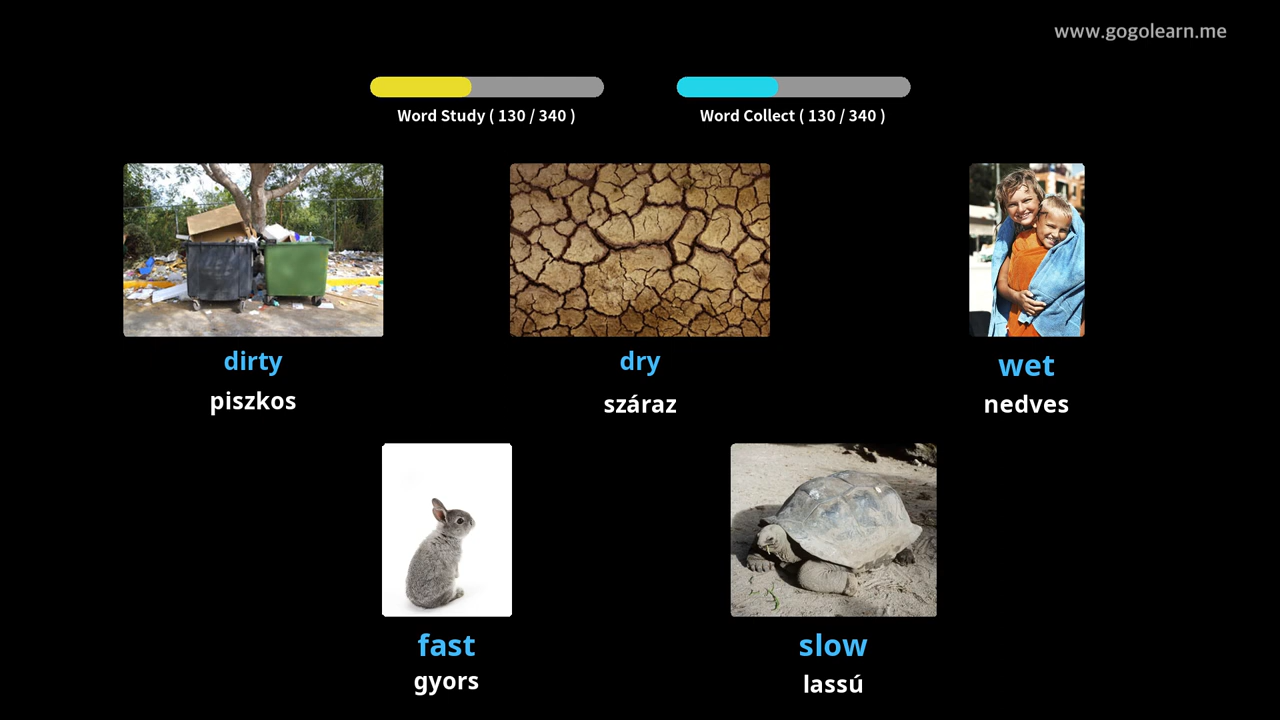 www.gogolearn.me
Word Study ( 130 / 340 )
Word Collect ( 130 / 340 )
dirty
dry
wet
piszkos
száraz
nedves
fast
slow
gyors
lassú